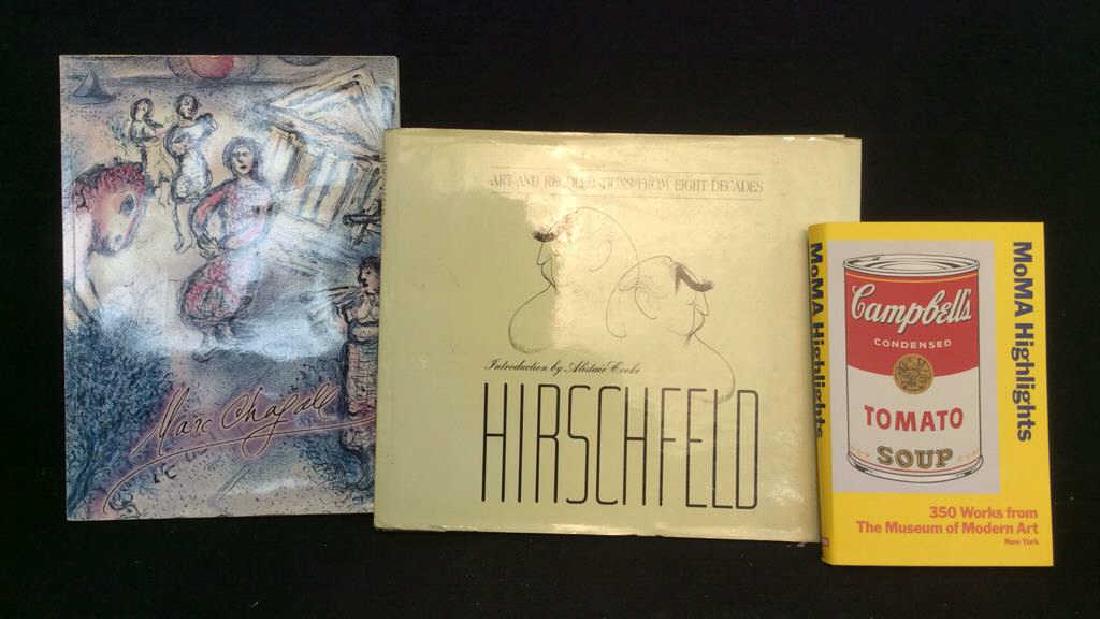 Marc Chagall
ART AND RECOLLECTIONS FROM EIGHT DECADES
Introduction by Alistair Cooke
HIRSCHFELD
MoMA Highlights
MoMA Highlights
Campbell's
CONDENSED
TOMATO
SOUP
350 Works from
The Museum of Modern Art
New York